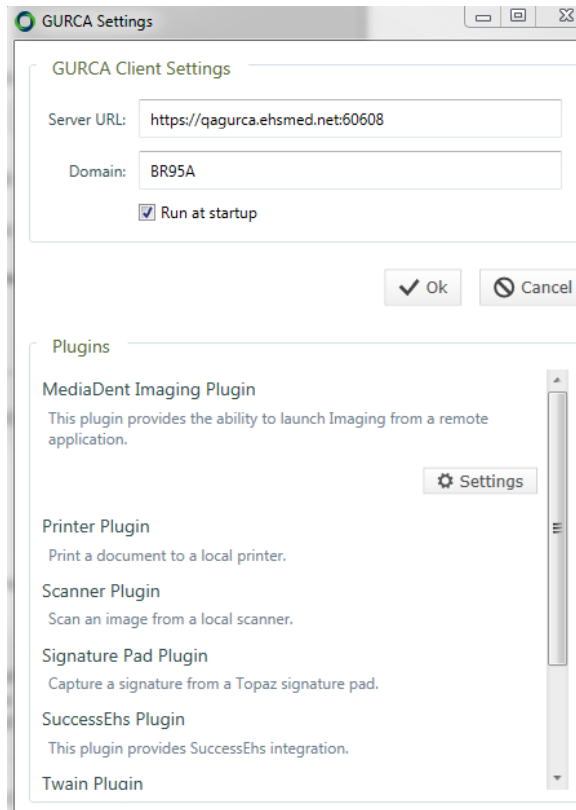 GURCA Settings
GURCA Client Settings
Server URL: https://qagurca.ehsmed.net:60608
Domain: BR95A
Run at startup
Ok Cancel
Plugins
MediaDent Imaging Plugin
This plugin provides the ability to launch Imaging from a remote
application.
Settings
Printer Plugin
Print a document to a local printer.
Scanner Plugin
Scan an image from a local scanner.
Signature Pad Plugin
Capture a signature from a Topaz signature pad.
SuccessEhs Plugin
This plugin provides SuccessEhs integration.
Twain Plugin